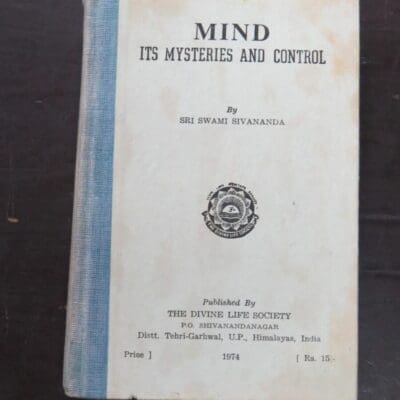 MIND
ITS MYSTERIES AND CONTROL
By
SRI SWAMI SIVANANDA
Published By
THE DIVINE LIFE SOCIETY
P.O. SHIVANANDANAGAR
Distt. Tehri-Garhwal, U.P., Himalayas, India
Price ] 1974 [ Rs. 15/-